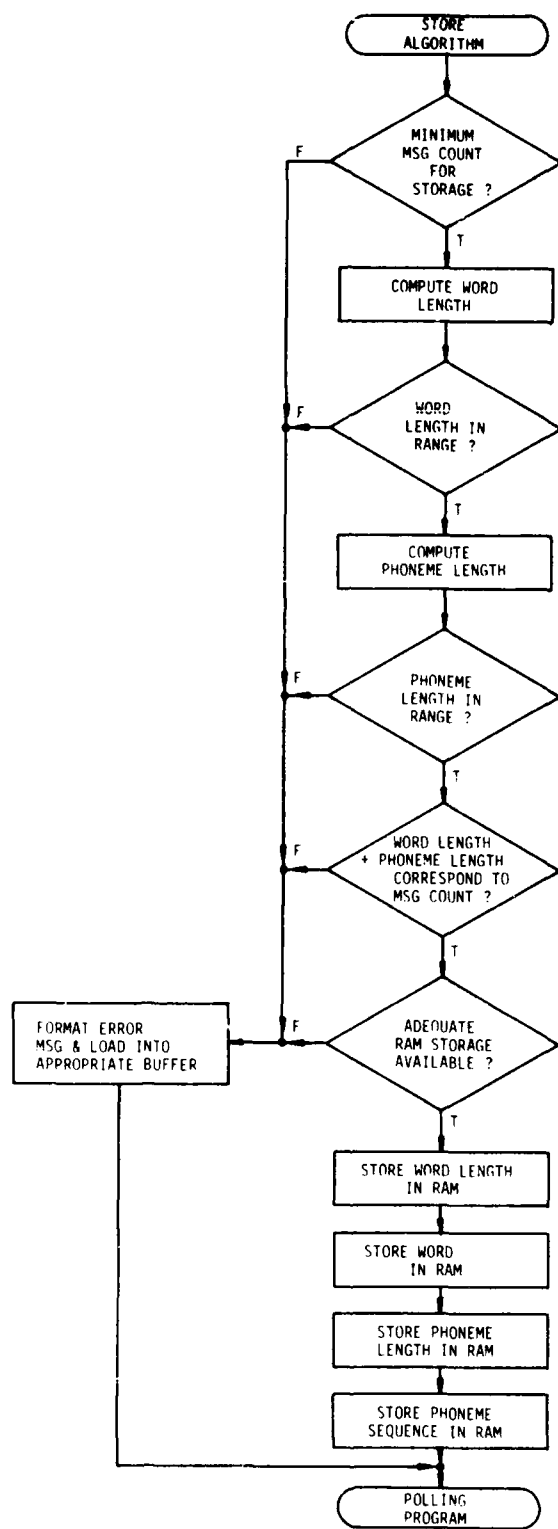 STORE
ALGORITHM
F
MINIMUM
MSG COUNT
FOR
STORAGE ?
T
COMPUTE WORD
LENGTH
F
WORD
LENGTH IN
RANGE ?
T
COMPUTE
PHONEME LENGTH
F
PHONEME
LENGTH IN
RANGE ?
T
F
WORD LENGTH
+ PHONEME LENGTH
CORRESPOND TO
MSG COUNT ?
T
FORMAT ERROR
MSG & LOAD INTO
APPROPRIATE BUFFER
F
ADEQUATE
RAM STORAGE
AVAILABLE ?
T
STORE WORD LENGTH
IN RAM
STORE WORD
IN RAM
STORE PHONEME
LENGTH IN RAM
STORE PHONEME
SEQUENCE IN RAM
POLLING
PROGRAM